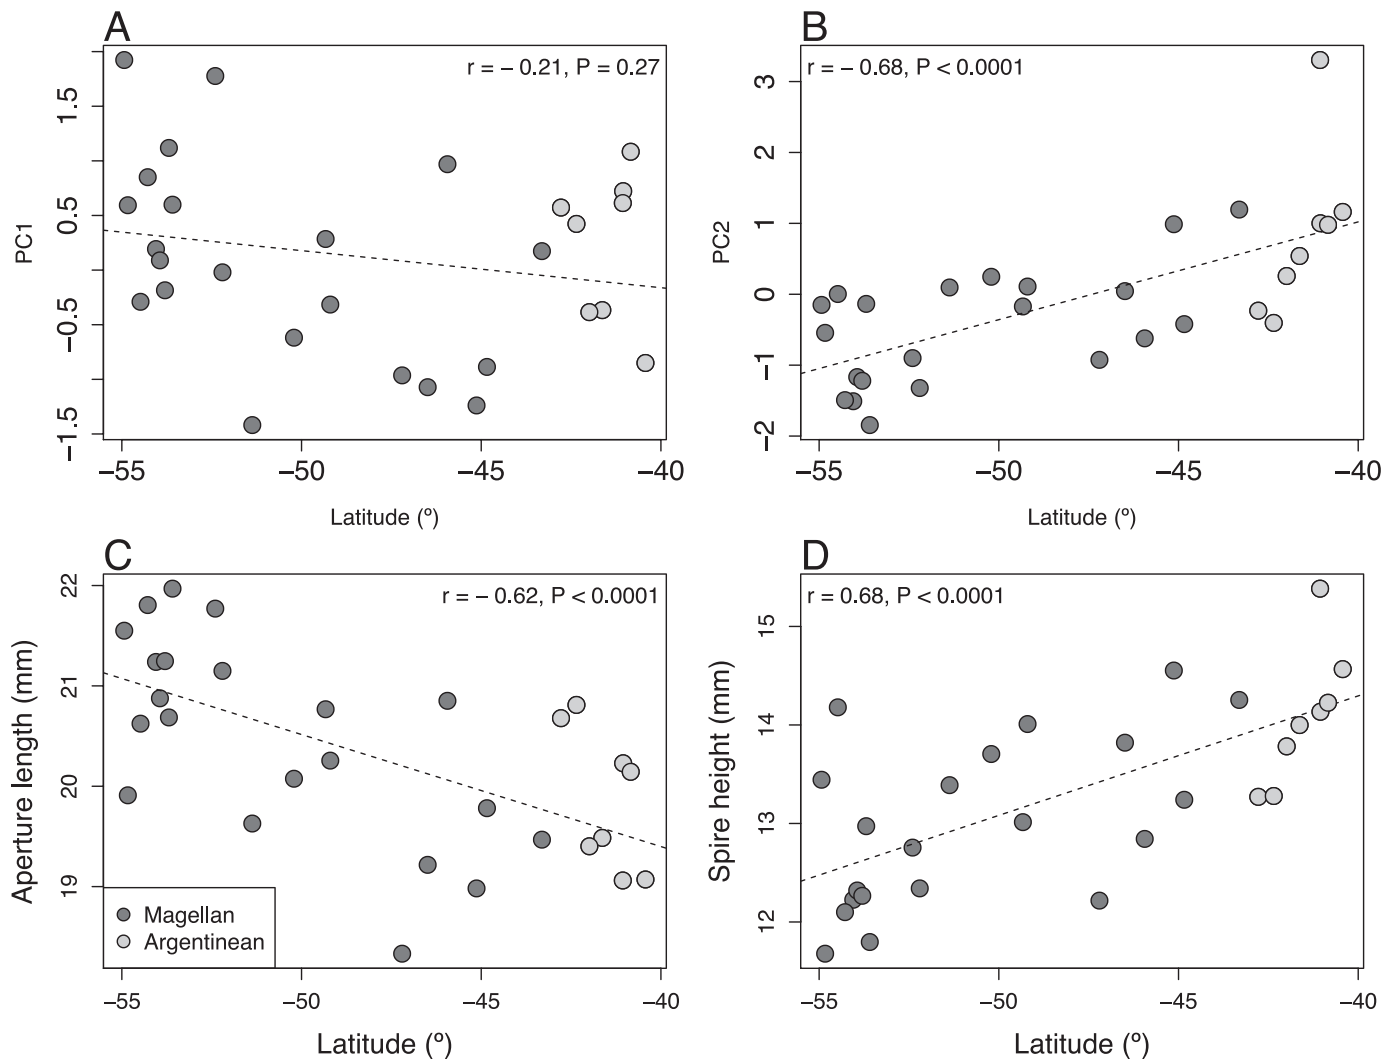 A
r = − 0.21, P = 0.27
PC1
1.5
0.5
−0.5
−1.5
−55
−50
−45
−40
Latitude (º)
B
r = − 0.68, P < 0.0001
PC2
3
2
1
0
−1
−2
−55
−50
−45
−40
Latitude (º)
C
r = − 0.62, P < 0.0001
Aperture length (mm)
22
21
20
19
Magellan
Argentinean
−55
−50
−45
−40
Latitude (º)
D
r = 0.68, P < 0.0001
Spire height (mm)
15
14
13
12
−55
−50
−45
−40
Latitude (º)